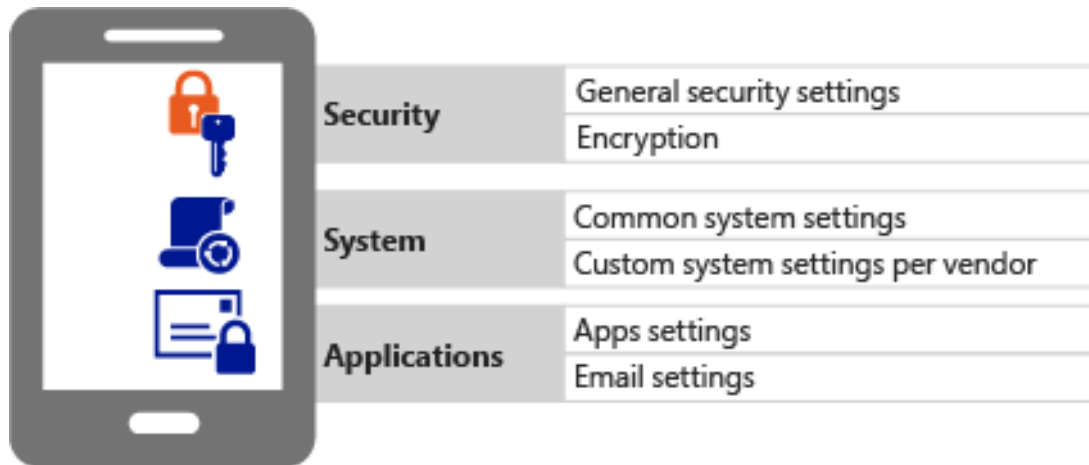 Security
General security settings
Encryption
System
Common system settings
Custom system settings per vendor
Applications
Apps settings
Email settings